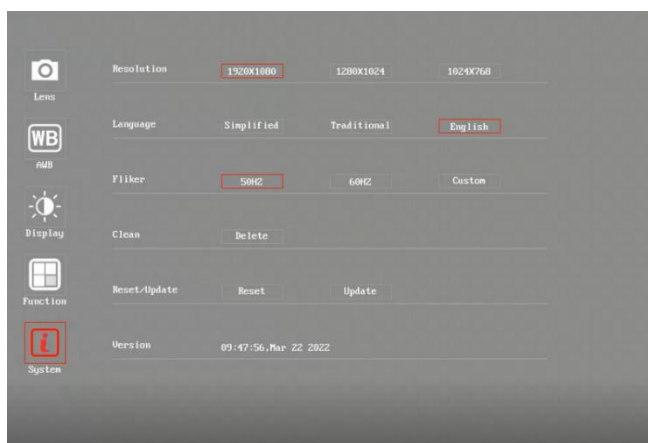 Resolution 1920X1080 1280X1024 1024X768
Lens
Language Simplified Traditional English
WB
AWB
Fliker 50HZ 60HZ Custom
Display
Clean Delete
Function
Reset/Update Reset Update
i
System
Version 09:47:56,Mar 22 2022